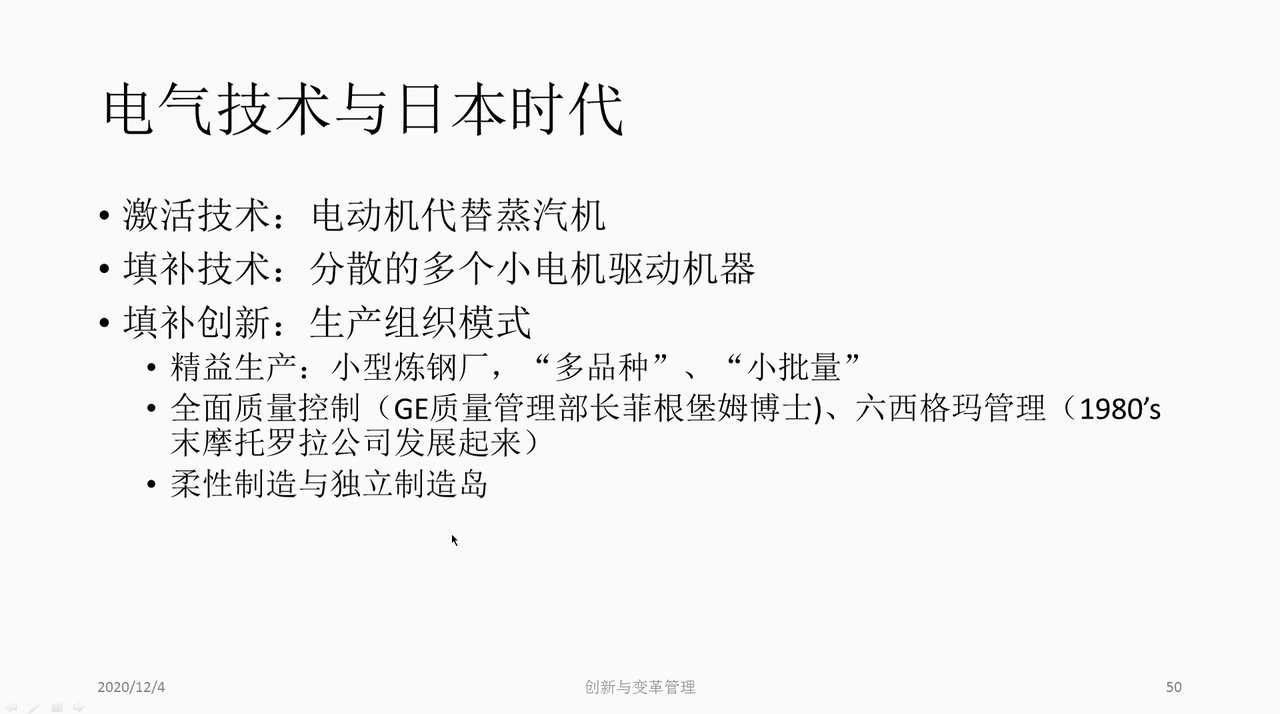 电气技术与日本时代
• 激活技术：电动机代替蒸汽机
• 填补技术：分散的多个小电机驱动机器
• 填补创新：生产组织模式
• 精益生产：小型炼钢厂，“多品种”、“小批量”
• 全面质量控制（GE质量管理部长菲根堡姆博士)、六西格玛管理（1980’s
末摩托罗拉公司发展起来）
• 柔性制造与独立制造岛
2020/12/4
创新与变革管理
50